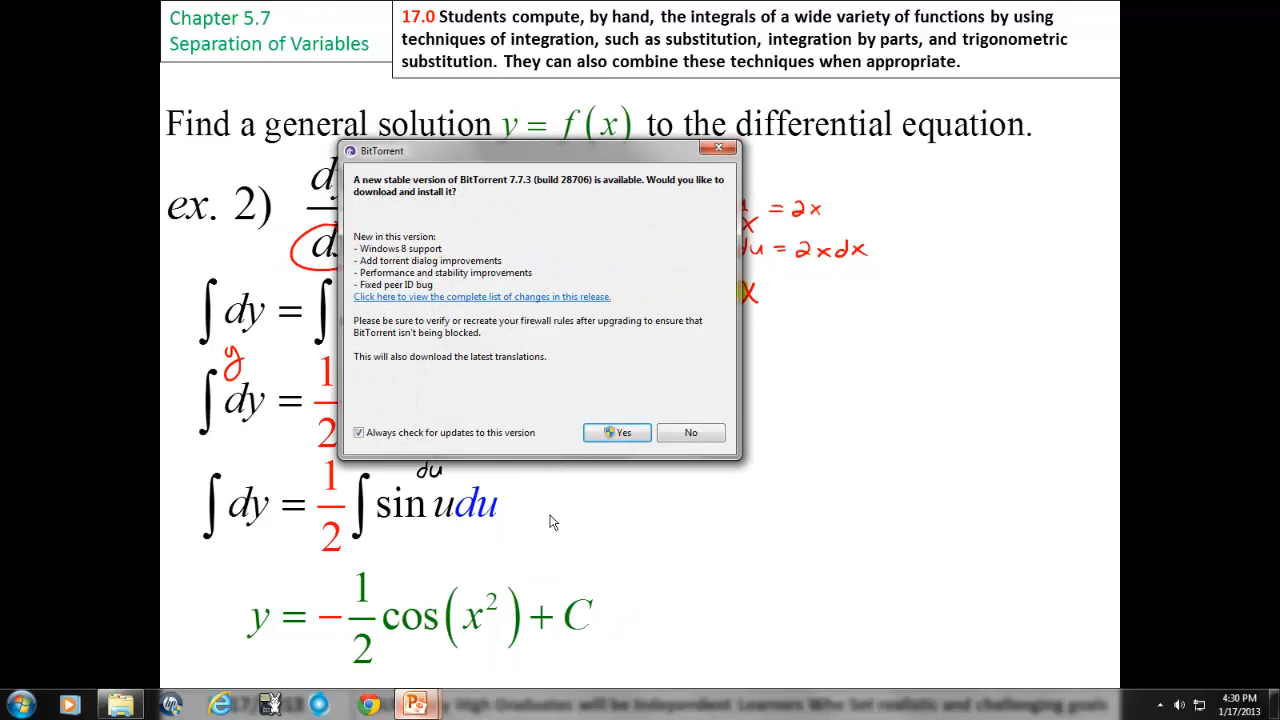 Chapter 5.7
Separation of Variables
17.0 Students compute, by hand, the integrals of a wide variety of functions by using
techniques of integration, such as substitution, integration by parts, and trigonometric
substitution. They can also combine these techniques when appropriate.
Find a general solution y = f(x) to the differential equation.
ex. 2)
= 2x
du = 2xdx
x
∫ dy = ∫
y
∫ dy = 1/2
du
∫ dy = 1/2 ∫ sin u du
y = -1/2 cos(x²) + C
BitTorrent
A new stable version of BitTorrent 7.7.3 (build 28706) is available. Would you like to
download and install it?
New in this version:
- Windows 8 support
- Add torrent dialog improvements
- Performance and stability improvements
- Fixed peer ID bug
Click here to view the complete list of changes in this release.
Please be sure to verify or recreate your firewall rules after upgrading to ensure that
BitTorrent isn't being blocked.
This will also download the latest translations.
Always check for updates to this version
Yes
No
4:30 PM
1/17/2013